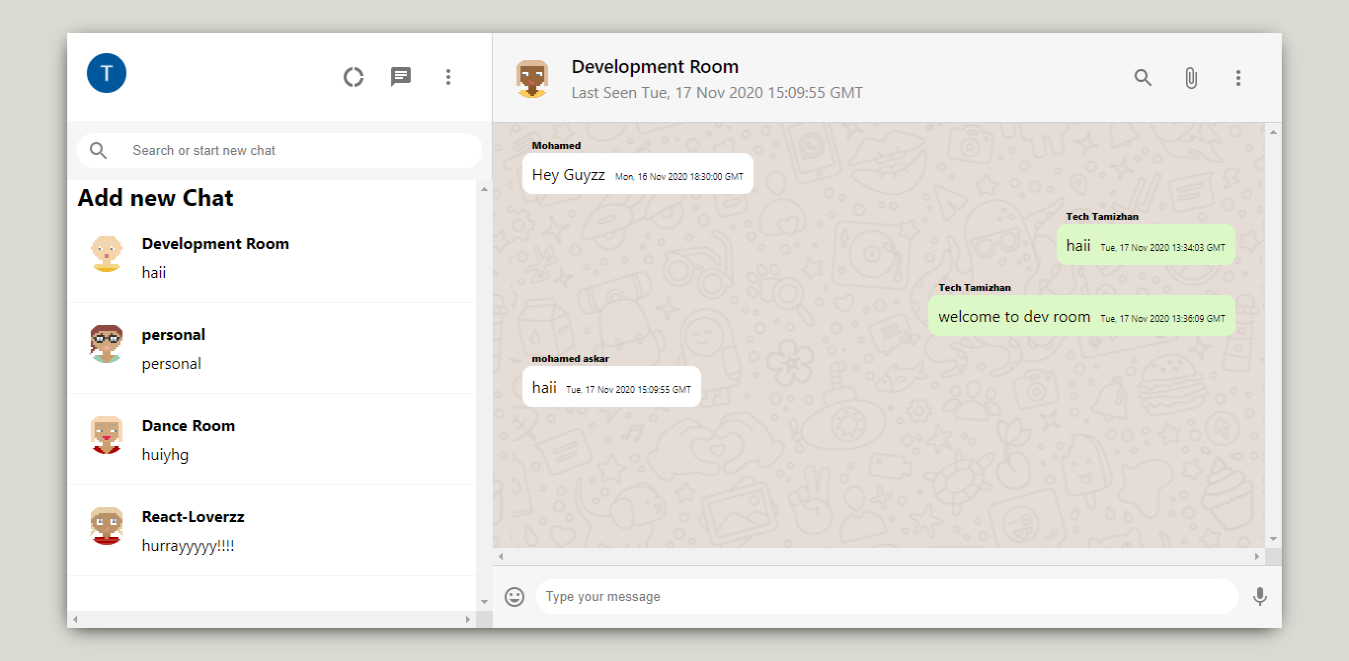 T
Search or start new chat
Add new Chat
Development Room
haii
personal
personal
Dance Room
huiyhg
React-Loverzz
hurrayyyyy!!!!
Development Room
Last Seen Tue, 17 Nov 2020 15:09:55 GMT
Mohamed
Hey Guyzz Mon, 16 Nov 2020 18:30:00 GMT
Tech Tamizhan
haii Tue, 17 Nov 2020 13:34:03 GMT
Tech Tamizhan
welcome to dev room Tue, 17 Nov 2020 13:36:09 GMT
mohamed askar
haii Tue, 17 Nov 2020 15:09:55 GMT
Type your message